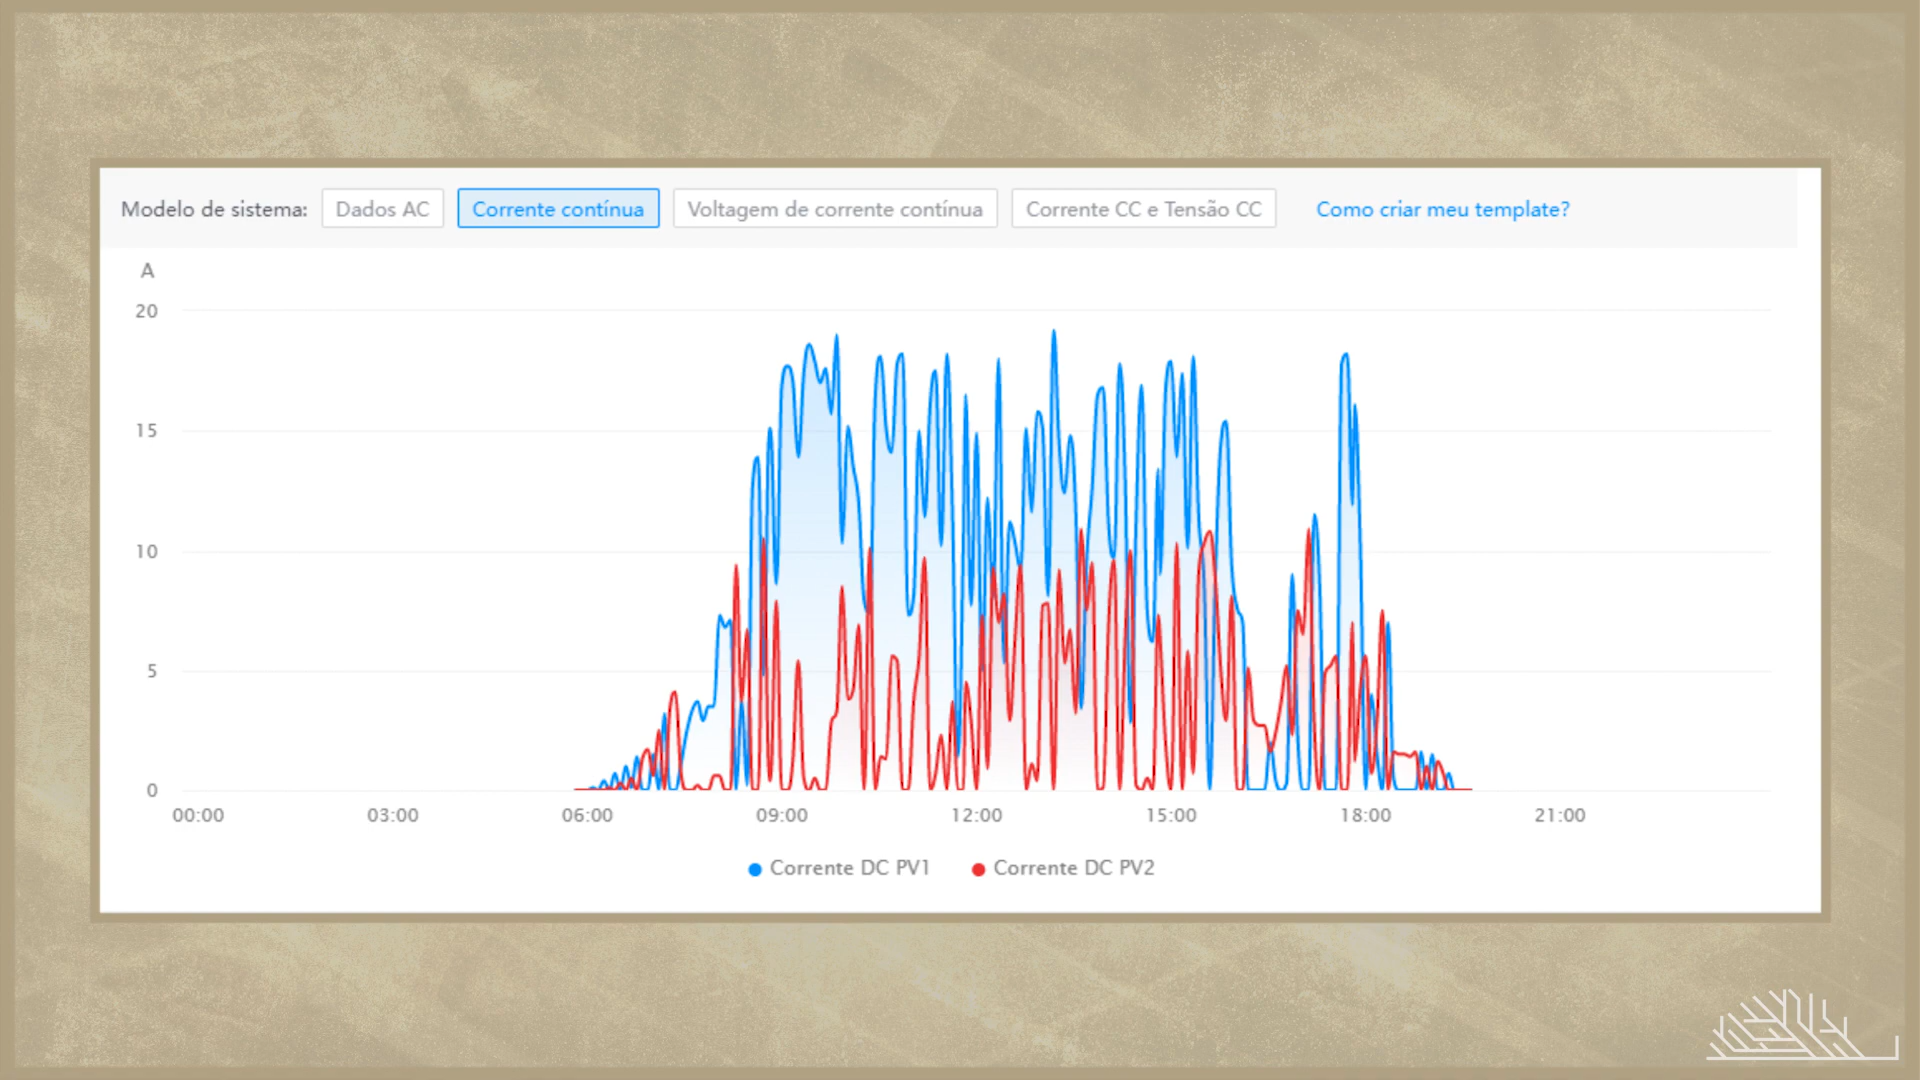 Modelo de sistema: Dados AC Corrente contínua Voltagem de corrente contínua Corrente CC e Tensão CC Como criar meu template?
A
20
15
10
5
0
00:00 03:00 06:00 09:00 12:00 15:00 18:00 21:00
Corrente DC PV1 Corrente DC PV2